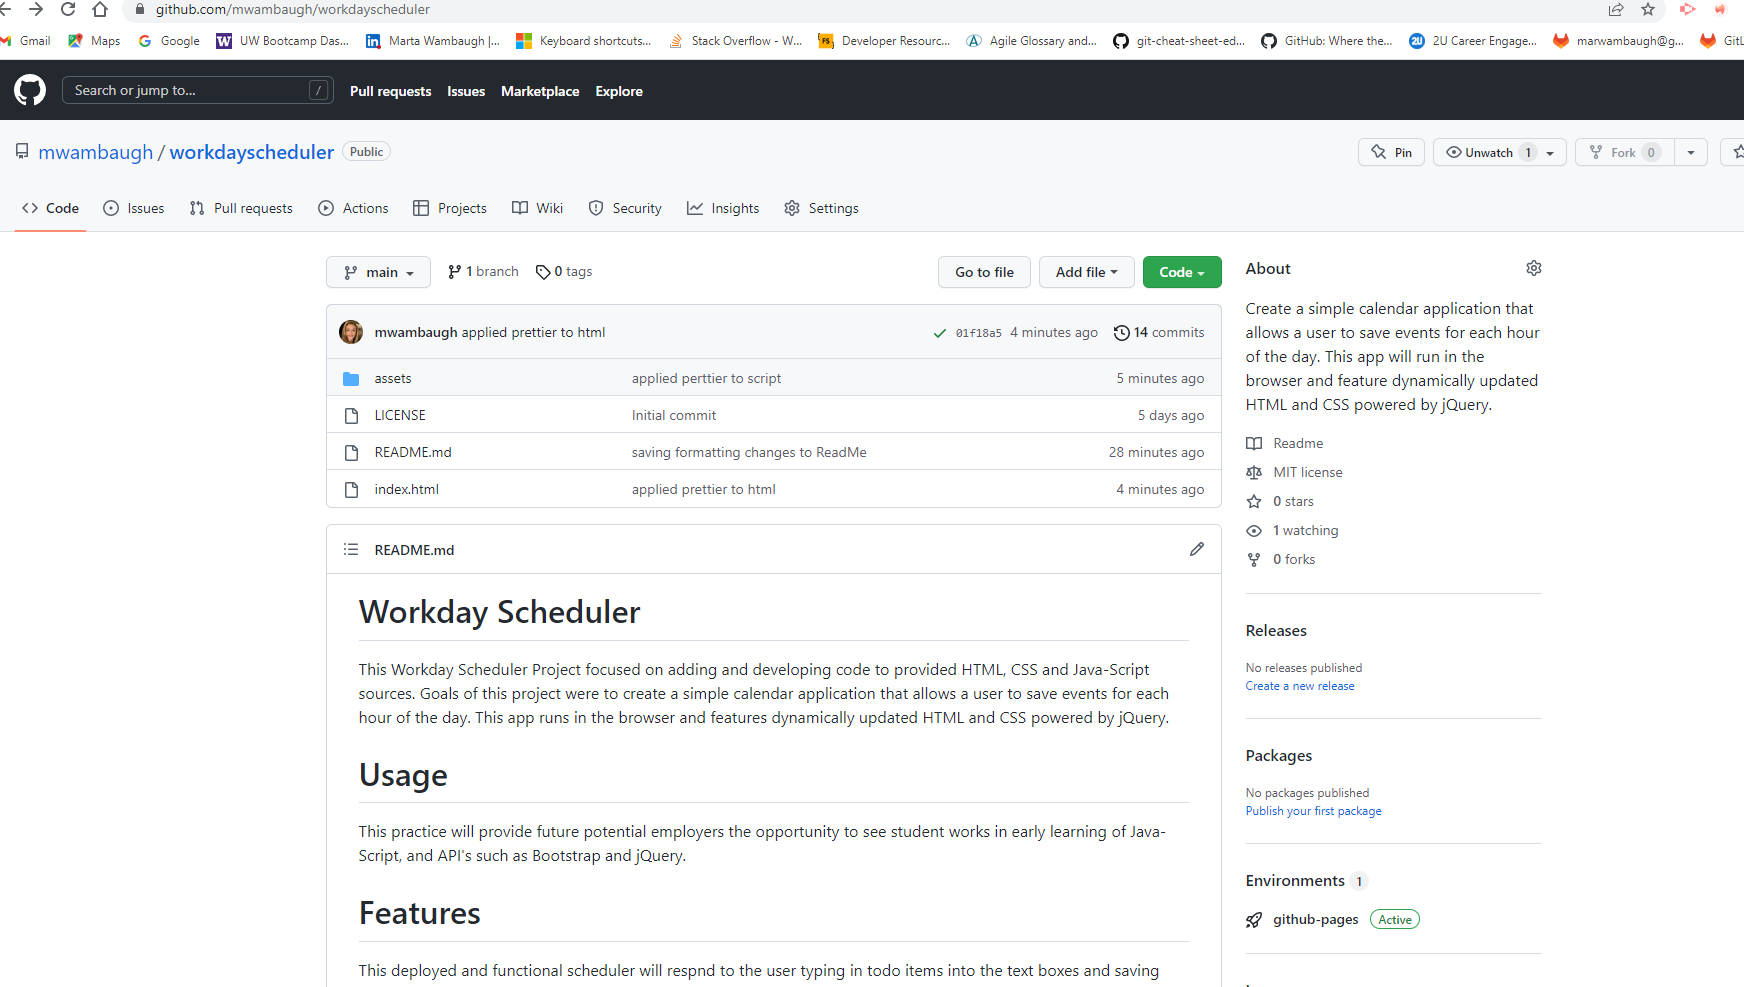 github.com/mwambaugh/workdayscheduler
Gmail Maps Google UW Bootcamp Das... Marta Wambaugh |... Keyboard shortcuts... Stack Overflow - W... Developer Resourc... Agile Glossary and... git-cheat-sheet-ed... GitHub: Where the... 2U Career Engage... marwambaugh@g...
Search or jump to... / Pull requests Issues Marketplace Explore
mwambaugh / workdayscheduler Public
Pin Unwatch 1 Fork 0
Code Issues Pull requests Actions Projects Wiki Security Insights Settings
main 1 branch 0 tags Go to file Add file Code
mwambaugh applied prettier to html 01f18a5 4 minutes ago 14 commits
assets applied perttier to script 5 minutes ago
LICENSE Initial commit 5 days ago
README.md saving formatting changes to ReadMe 28 minutes ago
index.html applied prettier to html 4 minutes ago
README.md
Workday Scheduler
This Workday Scheduler Project focused on adding and developing code to provided HTML, CSS and Java-Script
sources. Goals of this project were to create a simple calendar application that allows a user to save events for each
hour of the day. This app runs in the browser and features dynamically updated HTML and CSS powered by jQuery.
Usage
This practice will provide future potential employers the opportunity to see student works in early learning of Java-
Script, and API's such as Bootstrap and jQuery.
Features
This deployed and functional scheduler will respnd to the user typing in todo items into the text boxes and saving
About
Create a simple calendar application that
allows a user to save events for each hour
of the day. This app will run in the
browser and feature dynamically updated
HTML and CSS powered by jQuery.
Readme
MIT license
0 stars
1 watching
0 forks
Releases
No releases published
Create a new release
Packages
No packages published
Publish your first package
Environments 1
github-pages Active